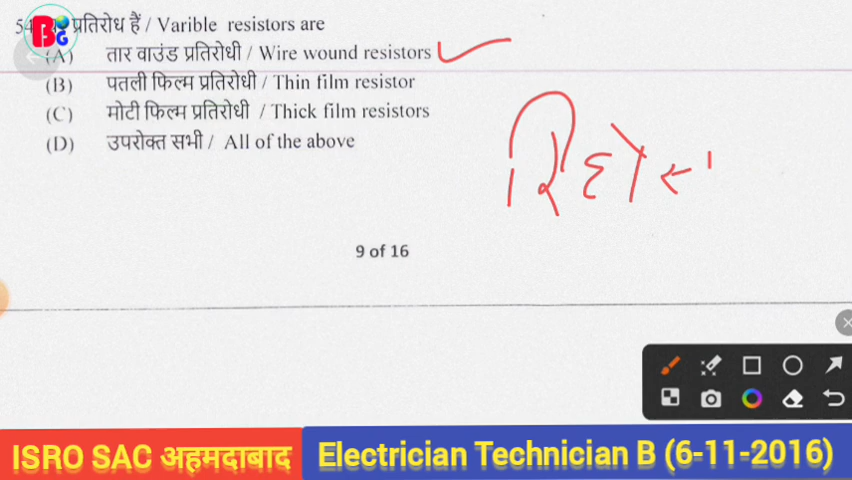 54. प्रतिरोध हैं / Varible resistors are
(A) तार वाउंड प्रतिरोधी / Wire wound resistors
(B) पतली फिल्म प्रतिरोधी / Thin film resistor
(C) मोटी फिल्म प्रतिरोधी / Thick film resistors
(D) उपरोक्त सभी / All of the above
9 of 16
ISRO SAC अहमदाबाद Electrician Technician B (6-11-2016)